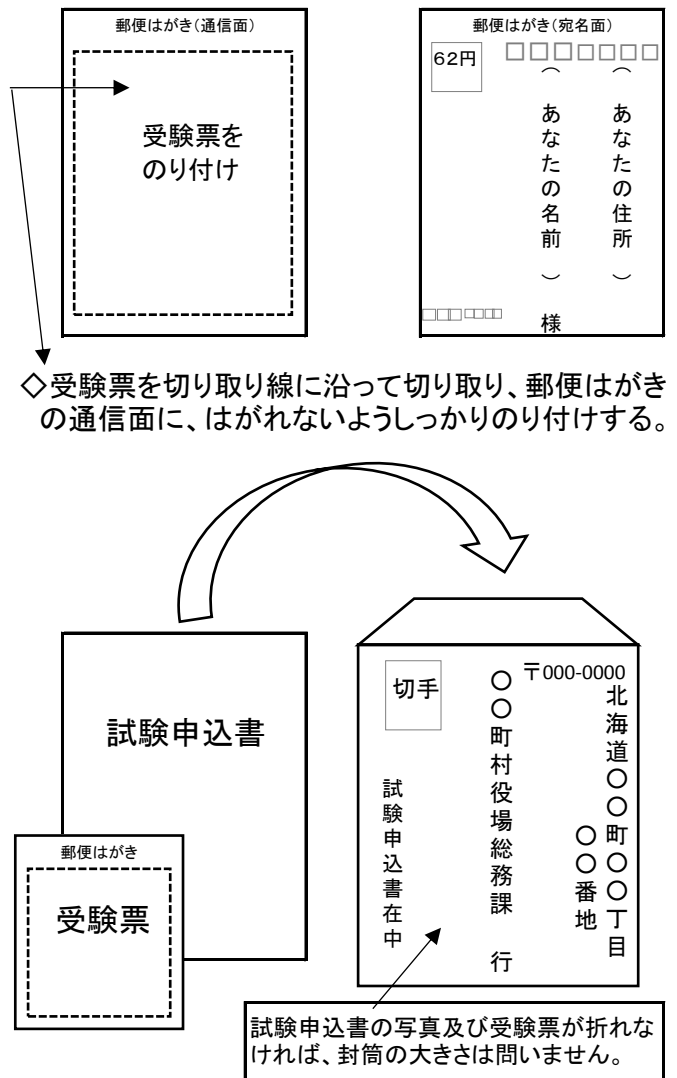 郵便はがき(通信面)
受験票を
のり付け
郵便はがき(宛名面)
62円
(あなたの住所)
(あなたの名前) 様
◇受験票を切り取り線に沿って切り取り、郵便はがき
の通信面に、はがれないようしっかりのり付けする。
試験申込書
郵便はがき
受験票
切手
〒000-0000
北海道○○町○○丁目
○○番地
○○町村役場総務課 行
試験申込書在中
試験申込書の写真及び受験票が折れな
ければ、封筒の大きさは問いません。